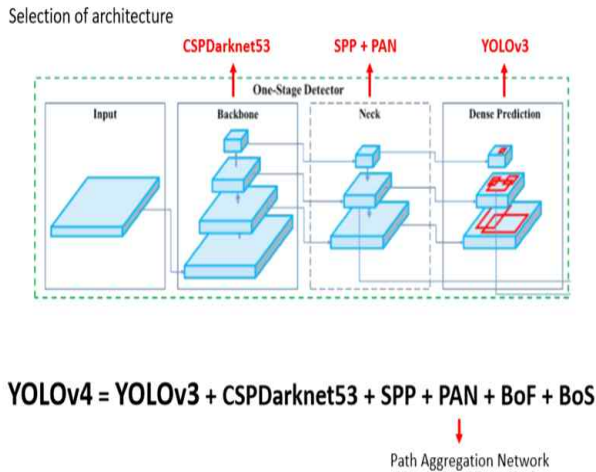 Selection of architecture
CSPDarknet53 SPP + PAN YOLOv3
One-Stage Detector
Input Backbone Neck Dense Prediction
YOLOv4 = YOLOv3 + CSPDarknet53 + SPP + PAN + BoF + BoS
Path Aggregation Network